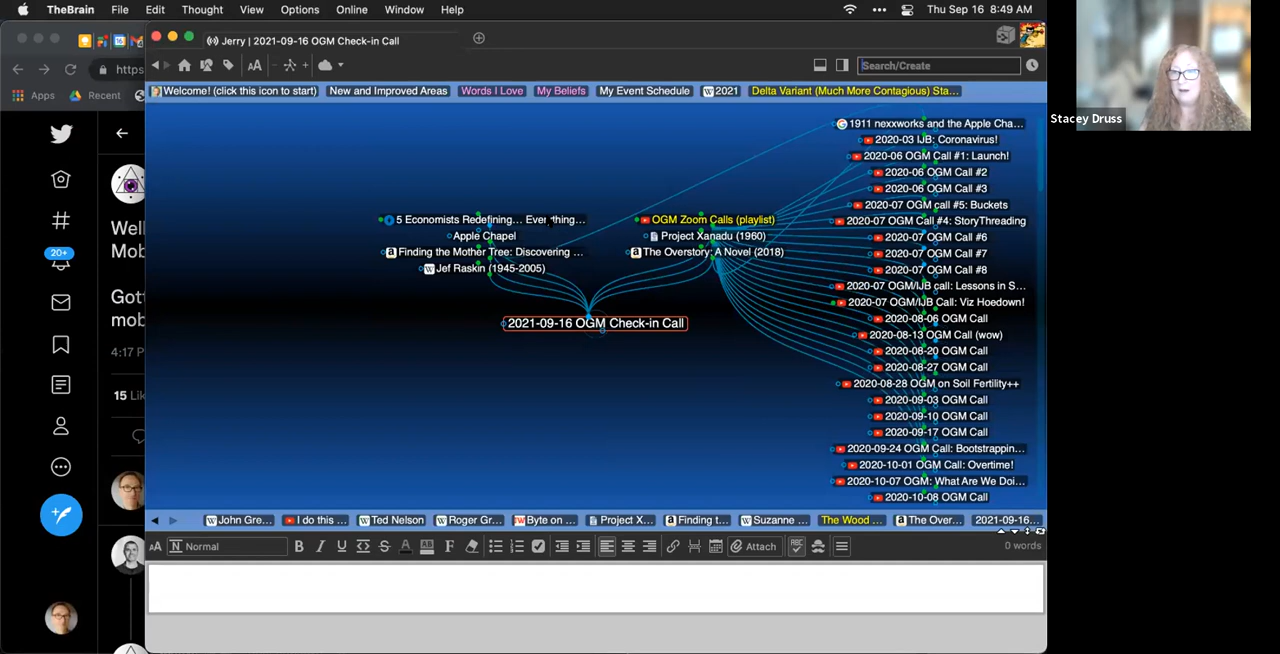 TheBrain File Edit Thought View Options Online Window Help
Thu Sep 16 8:49 AM
Jerry | 2021-09-16 OGM Check-in Call
https
Search/Create
Apps Recent
Welcome! (click this icon to start) New and Improved Areas Words I Love My Beliefs My Event Schedule 2021 Delta Variant (Much More Contagious) Sta...
Stacey Druss
1911 nexxworks and the Apple Cha...
2020-03 IJB: Coronavirus!
2020-06 OGM Call #1: Launch!
2020-06 OGM Call #2
2020-06 OGM Call #3
2020-07 OGM call #5: Buckets
2020-07 OGM Call #4: StoryThreading
2020-07 OGM Call #6
2020-07 OGM Call #7
2020-07 OGM Call #8
2020-07 OGM/IJB call: Lessons in S...
2020-07 OGM/IJB Call: Viz Hoedown!
2020-08-06 OGM Call
2020-08-13 OGM Call (wow)
2020-08-20 OGM Call
2020-08-27 OGM Call
2020-08-28 OGM on Soil Fertility++
2020-09-03 OGM Call
2020-09-10 OGM Call
2020-09-17 OGM Call
2020-09-24 OGM Call: Bootstrappin...
2020-10-01 OGM Call: Overtime!
2020-10-07 OGM: What Are We Doi...
2020-10-08 OGM Call
5 Economists Redefining... Everything...
Apple Chapel
Finding the Mother Tree: Discovering ...
Jef Raskin (1945-2005)
OGM Zoom Calls (playlist)
Project Xanadu (1960)
The Overstory: A Novel (2018)
2021-09-16 OGM Check-in Call
Well
Mob
20+
Gott
mob
4:17 P
15 Lik
John Gre... I do this ... Ted Nelson Roger Gr... Byte on ... Project X... Finding t... Suzanne ... The Wood ... The Over... 2021-09-16...
Normal
Attach
0 words